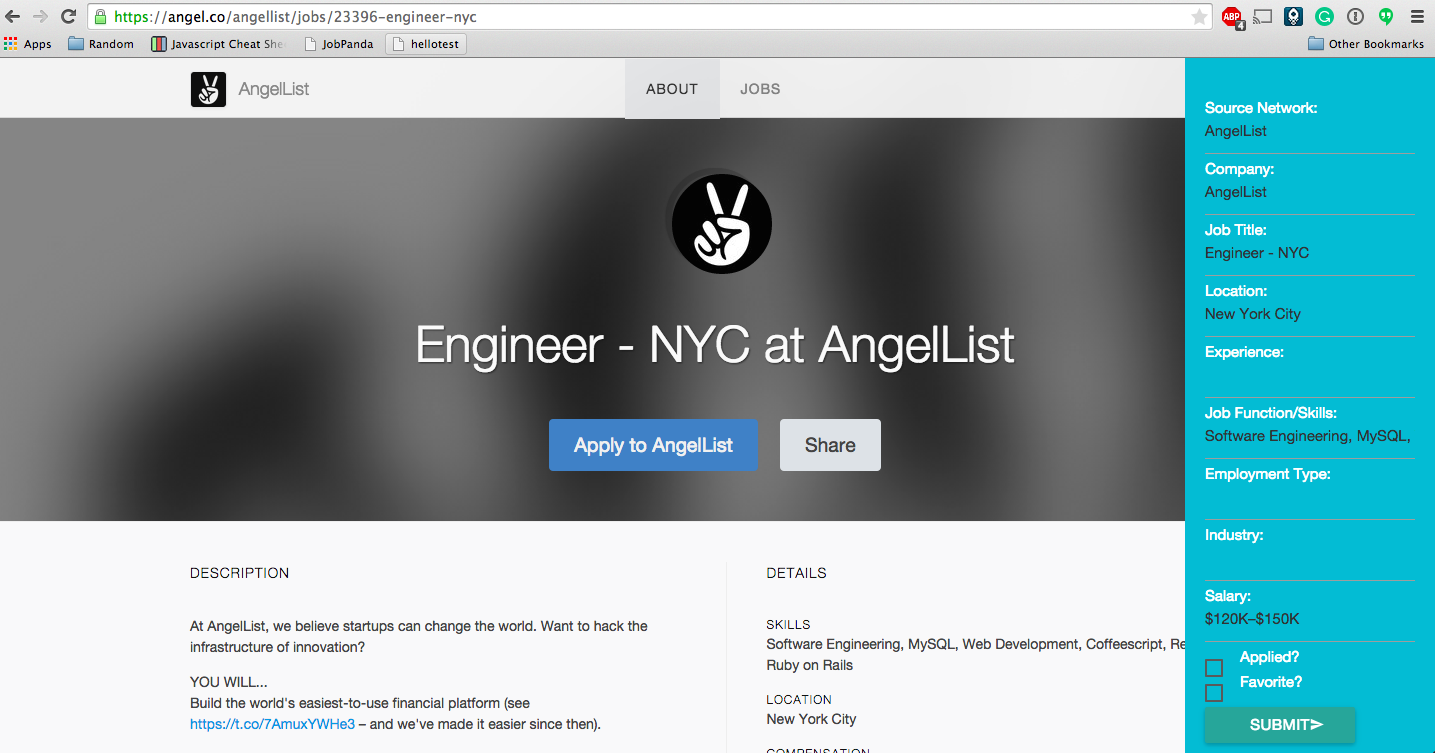 https://angel.co/angellist/jobs/23396-engineer-nyc
ABP
4
Apps
Random
Javascript Cheat She
JobPanda
hellotest
Other Bookmarks
AngelList
ABOUT
JOBS
Engineer - NYC at AngelList
Apply to AngelList
Share
DESCRIPTION
At AngelList, we believe startups can change the world. Want to hack the
infrastructure of innovation?
YOU WILL...
Build the world's easiest-to-use financial platform (see
https://t.co/7AmuxYWHe3 – and we've made it easier since then).
DETAILS
SKILLS
Software Engineering, MySQL, Web Development, Coffeescript, Re
Ruby on Rails
LOCATION
New York City
COMPENSATION
Source Network:
AngelList
Company:
AngelList
Job Title:
Engineer - NYC
Location:
New York City
Experience:
Job Function/Skills:
Software Engineering, MySQL,
Employment Type:
Industry:
Salary:
$120K–$150K
Applied?
Favorite?
SUBMIT